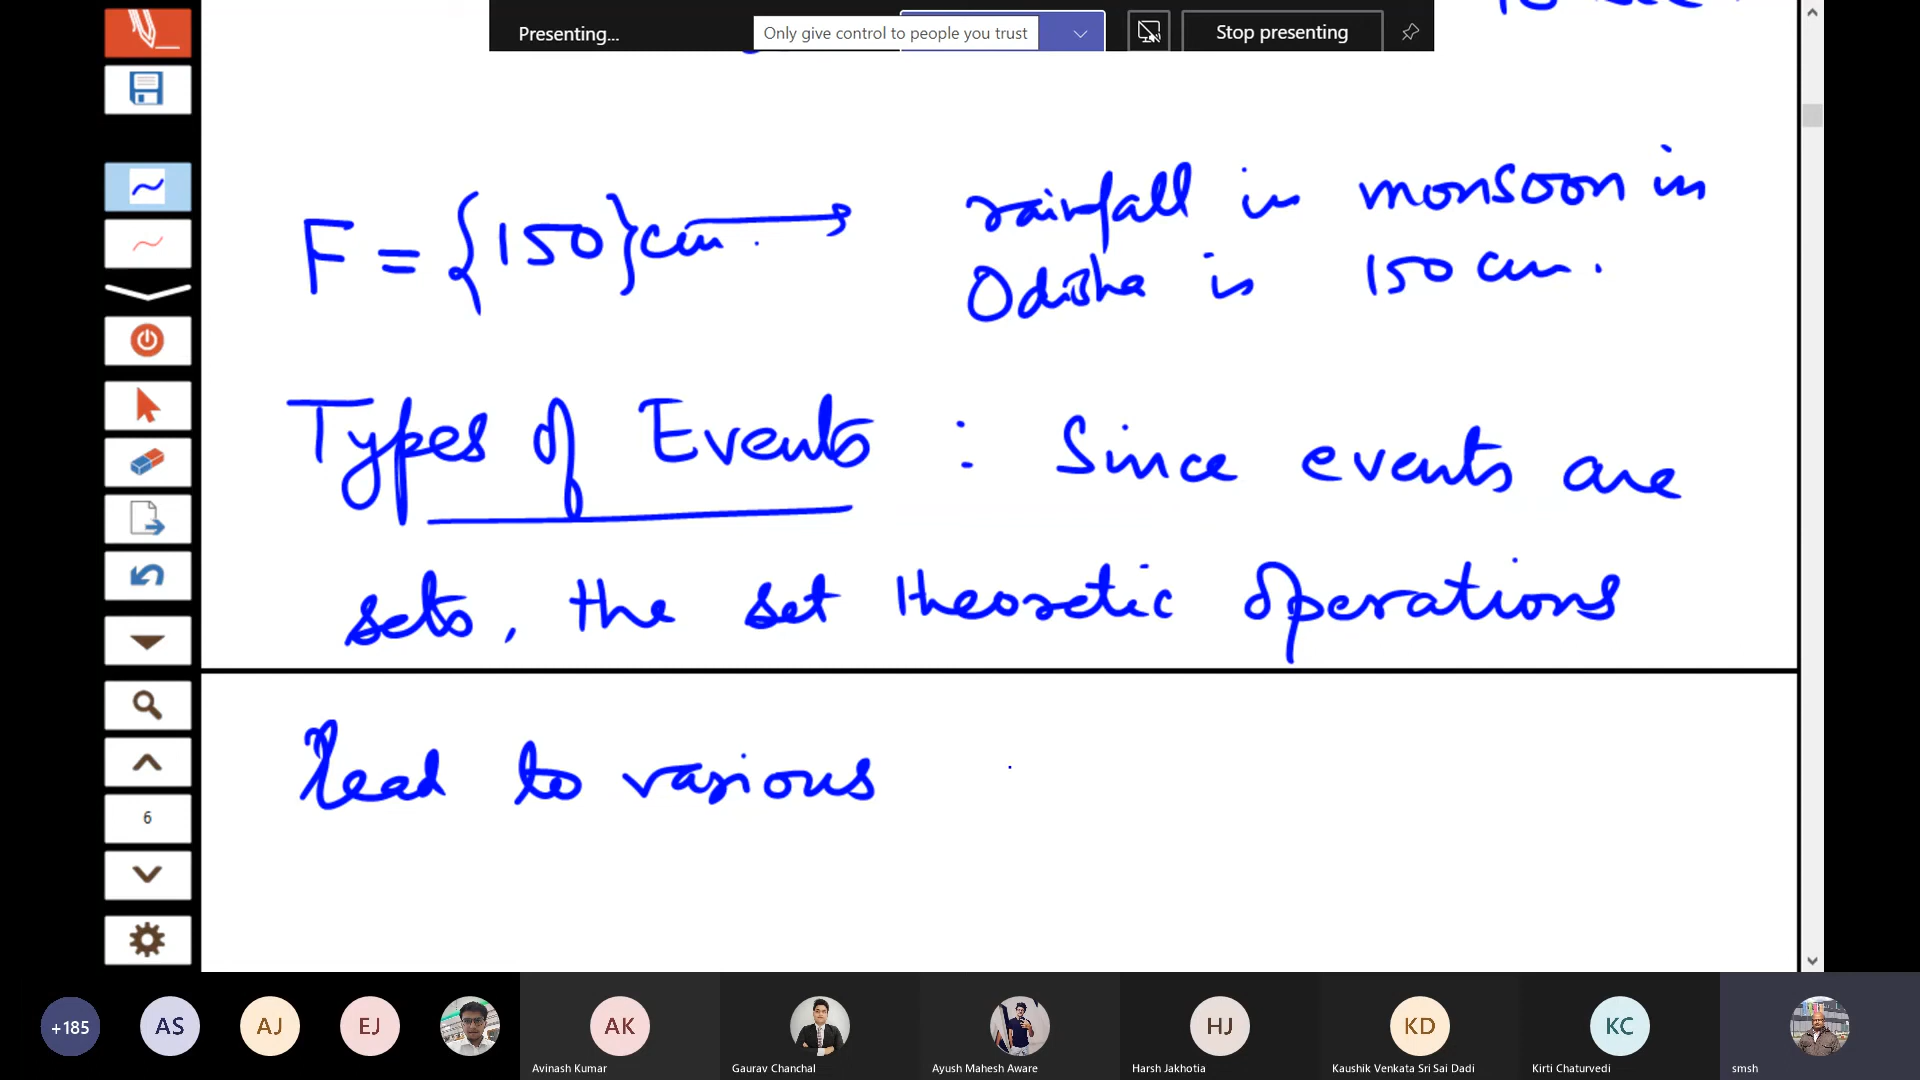 Presenting...
Only give control to people you trust
Stop presenting
F = {150}cm. → rainfall in monsoon in
Odisha is 150 cm.
Types of Events : Since events are
sets, the set theoretic operations
lead to various
6
+185
AS
AJ
EJ
AK
HJ
KD
KC
Avinash Kumar
Gaurav Chanchal
Ayush Mahesh Aware
Harsh Jakhotia
Kaushik Venkata Sri Sai Dadi
Kirti Chaturvedi
smsh